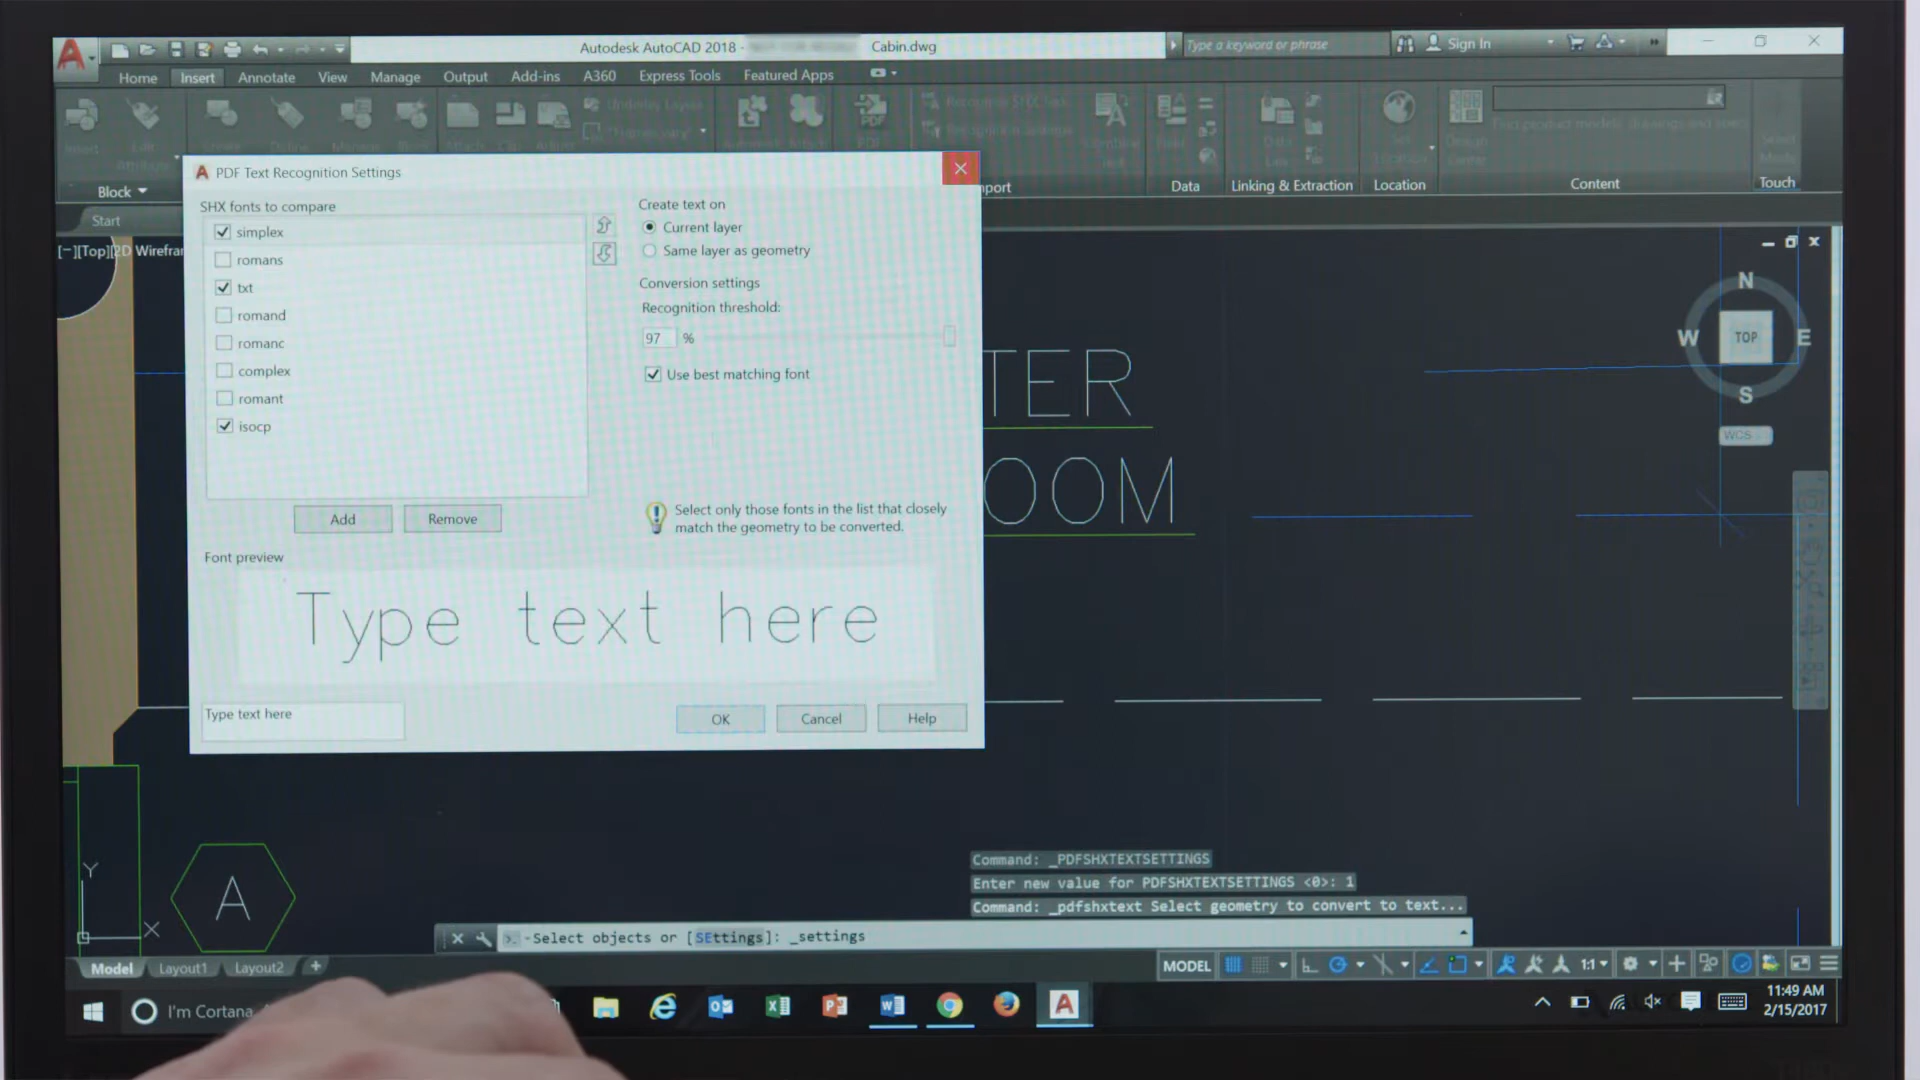 Autodesk AutoCAD 2018 - Cabin.dwg
Type a keyword or phrase
Sign In
Home Insert Annotate View Manage Output Add-ins A360 Express Tools Featured Apps
Block
Data
Linking & Extraction
Location
Content
Touch
Start
[−][Top][2D Wirefra
PDF Text Recognition Settings
SHX fonts to compare
simplex
romans
txt
romand
romanc
complex
romant
isocp
Add
Remove
Create text on
Current layer
Same layer as geometry
Conversion settings
Recognition threshold:
97 %
Use best matching font
Select only those fonts in the list that closely
match the geometry to be converted.
Font preview
Type text here
Type text here
OK
Cancel
Help
TER
OOM
N
W
TOP
E
S
WCS
Y
X
A
Command: _PDFSHXTEXTSETTINGS
Enter new value for PDFSHXTEXTSETTINGS <0>: 1
Command: _pdfshxtext Select geometry to convert to text...
Select objects or [SEttings]: _settings
Model Layout1 Layout2 +
MODEL
1:1
I'm Cortana.
11:49 AM
2/15/2017